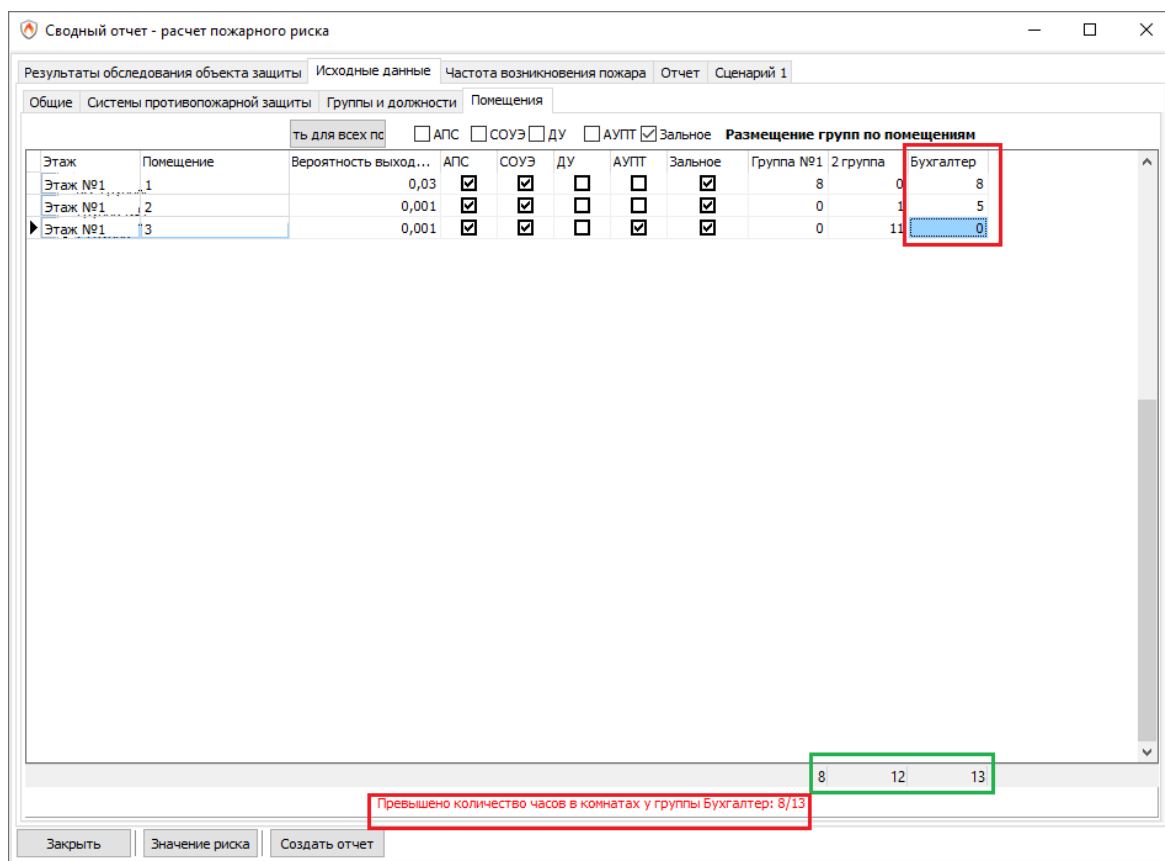 Сводный отчет - расчет пожарного риска
Результаты обследования объекта защиты Исходные данные Частота возникновения пожара Отчет Сценарий 1
Общие Системы противопожарной защиты Группы и должности Помещения
ть для всех пс АПС СОУЭ ДУ АУПТ Зальное Размещение групп по помещениям
Этаж Помещение Вероятность выход... АПС СОУЭ ДУ АУПТ Зальное Группа №1 2 группа Бухгалтер
Этаж №1 1 0,03 8 0 8
Этаж №1 2 0,001 0 1 5
Этаж №1 3 0,001 0 11 0
8 12 13
Превышено количество часов в комнатах у группы Бухгалтер: 8/13
Закрыть Значение риска Создать отчет